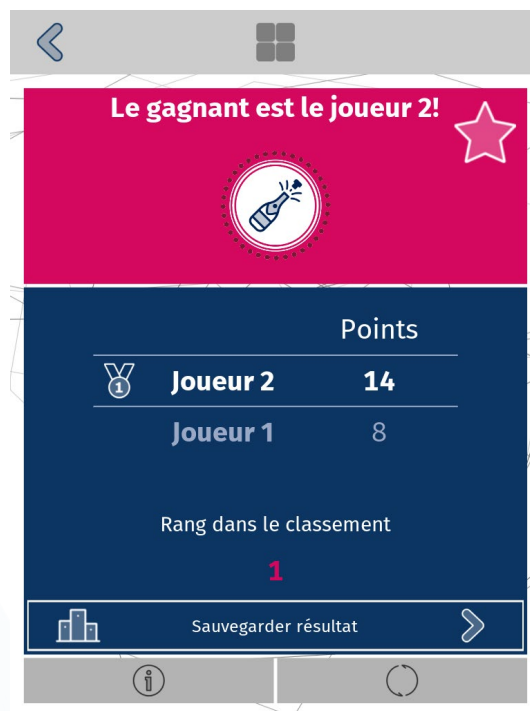 Le gagnant est le joueur 2!
Points
1 Joueur 2 14
Joueur 1 8
Rang dans le classement
1
Sauvegarder résultat